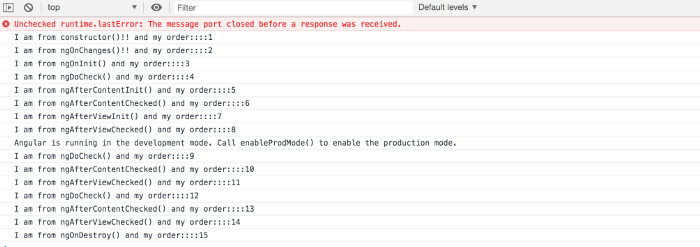 top
Filter
Default levels
Unchecked runtime.lastError: The message port closed before a response was received.
I am from constructor()!! and my order::::1
I am from ngOnChanges()!! and my order::::2
I am from ngOnInit() and my order::::3
I am from ngDoCheck() and my order::::4
I am from ngAfterContentInit() and my order::::5
I am from ngAfterContentChecked() and my order::::6
I am from ngAfterViewInit() and my order::::7
I am from ngAfterViewChecked() and my order::::8
Angular is running in the development mode. Call enableProdMode() to enable the production mode.
I am from ngDoCheck() and my order::::9
I am from ngAfterContentChecked() and my order::::10
I am from ngAfterViewChecked() and my order::::11
I am from ngDoCheck() and my order::::12
I am from ngAfterContentChecked() and my order::::13
I am from ngAfterViewChecked() and my order::::14
I am from ngOnDestroy() and my order::::15